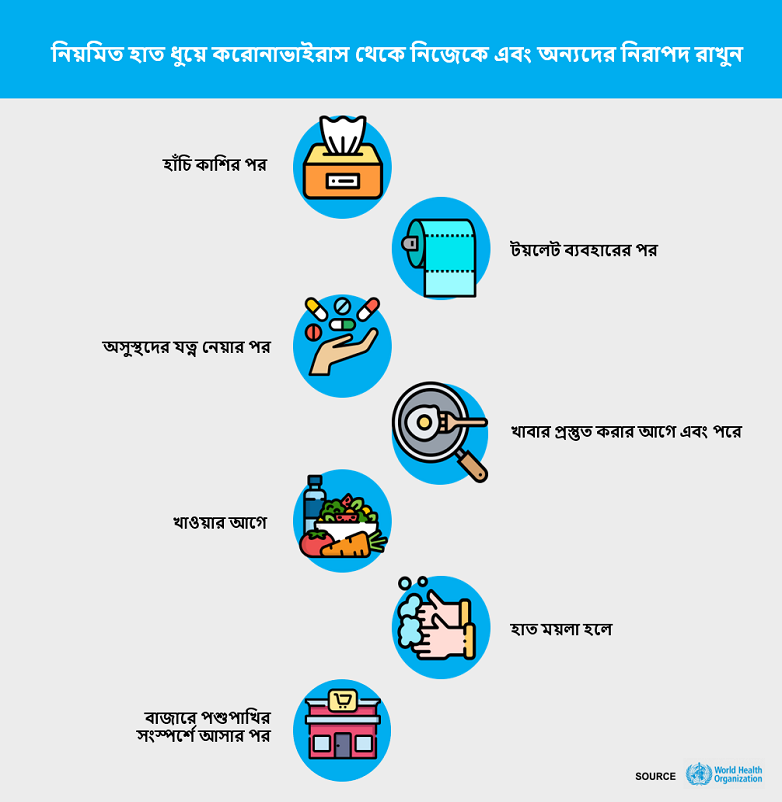 নিয়মিত হাত ধুয়ে করোনাভাইরাস থেকে নিজেকে এবং অন্যদের নিরাপদ রাখুন
হাঁচি কাশির পর
টয়লেট ব্যবহারের পর
অসুস্থদের যত্ন নেয়ার পর
খাবার প্রস্তুত করার আগে এবং পরে
খাওয়ার আগে
হাত ময়লা হলে
বাজারে পশুপাখির
সংস্পর্শে আসার পর
SOURCE
World Health
Organization